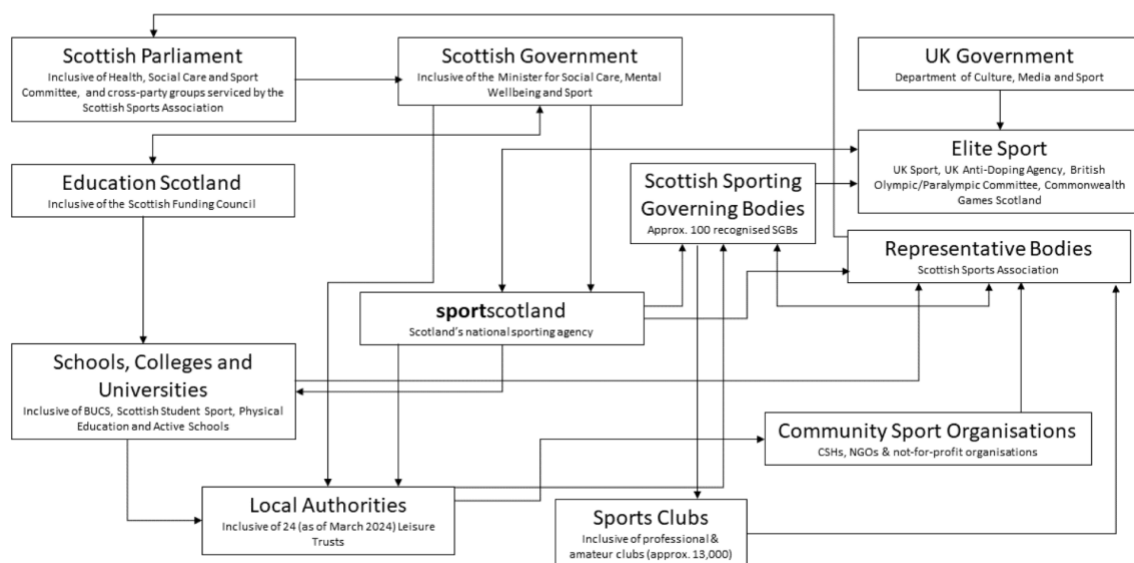 Scottish Parliament
Inclusive of Health, Social Care and Sport
Committee, and cross-party groups serviced by the
Scottish Sports Association
Scottish Government
Inclusive of the Minister for Social Care, Mental
Wellbeing and Sport
UK Government
Department of Culture, Media and Sport
Education Scotland
Inclusive of the Scottish Funding Council
Scottish Sporting
Governing Bodies
Approx. 100 recognised SGBs
Elite Sport
UK Sport, UK Anti-Doping Agency, British
Olympic/Paralympic Committee, Commonwealth
Games Scotland
Representative Bodies
Scottish Sports Association
sportscotland
Scotland's national sporting agency
Schools, Colleges and
Universities
Inclusive of BUCS, Scottish Student Sport, Physical
Education and Active Schools
Community Sport Organisations
CSHs, NGOs & not-for-profit organisations
Local Authorities
Inclusive of 24 (as of March 2024) Leisure
Trusts
Sports Clubs
Inclusive of professional &
amateur clubs (approx. 13,000)